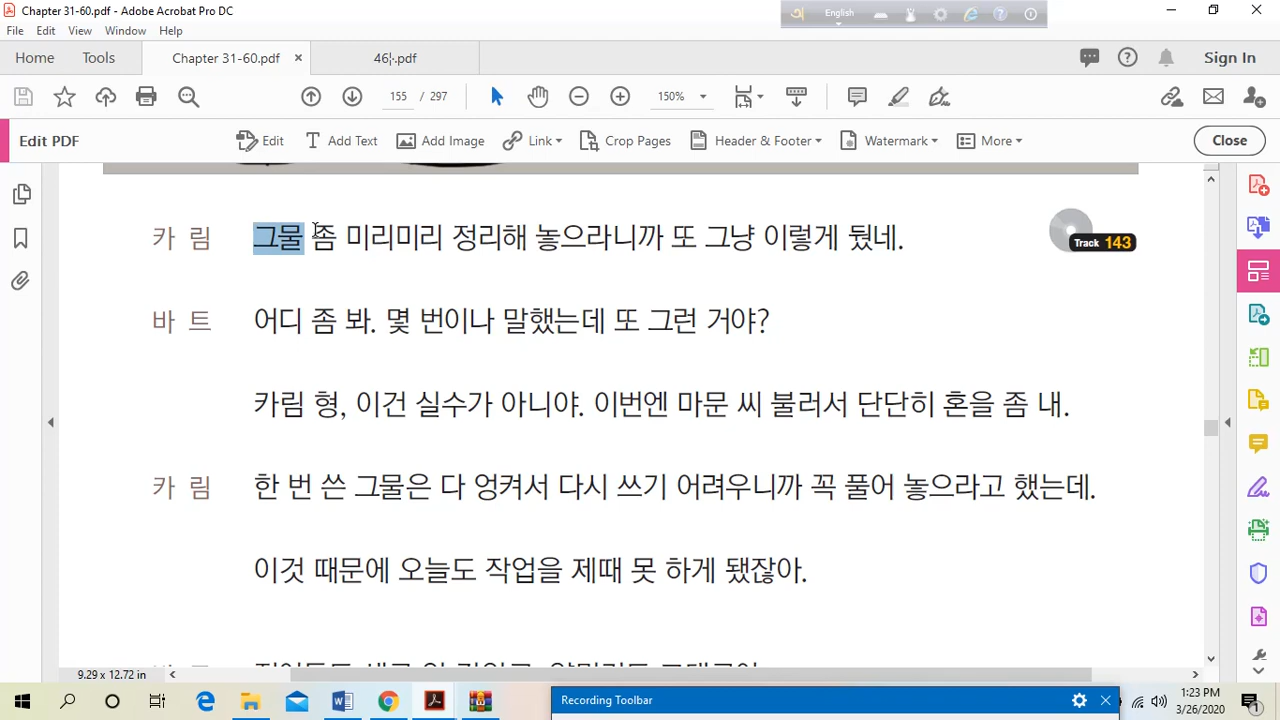 Chapter 31-60.pdf - Adobe Acrobat Pro DC
English
File Edit View Window Help
Home Tools Chapter 31-60.pdf × 46|-.pdf Sign In
155 / 297 150%
Edit PDF Edit Add Text Add Image Link Crop Pages Header & Footer Watermark More Close
카 림 그물 좀 미리미리 정리해 놓으라니까 또 그냥 이렇게 뒀네. Track 143
바 트 어디 좀 봐. 몇 번이나 말했는데 또 그런 거야?
카림 형, 이건 실수가 아니야. 이번엔 마문 씨 불러서 단단히 혼을 좀 내.
카 림 한 번 쓴 그물은 다 엉켜서 다시 쓰기 어려우니까 꼭 풀어 놓으라고 했는데.
이것 때문에 오늘도 작업을 제때 못 하게 됐잖아.
9.29 x 12.72 in
Recording Toolbar
1:23 PM
3/26/2020